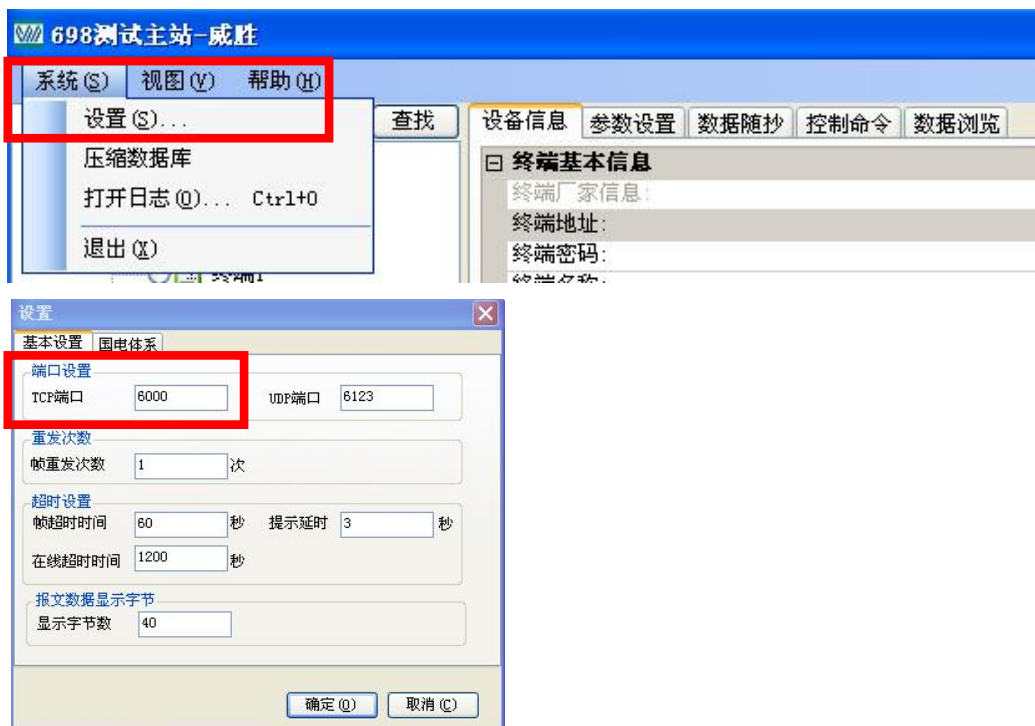 698测试主站-威胜
系统(S) 视图(V) 帮助(H)
设置(S)...
压缩数据库
打开日志(O)... Ctrl+O
退出(X)
查找
设备信息 参数设置 数据随抄 控制命令 数据浏览
终端基本信息
终端厂家信息:
终端地址:
终端密码:
终端名称:
终端1
设置
基本设置 国电体系
端口设置
TCP端口 6000 UDP端口 6123
重发次数
帧重发次数 1 次
超时设置
帧超时时间 60 秒 提示延时 3 秒
在线超时时间 1200 秒
报文数据显示字节
显示字节数 40
确定(O) 取消(C)